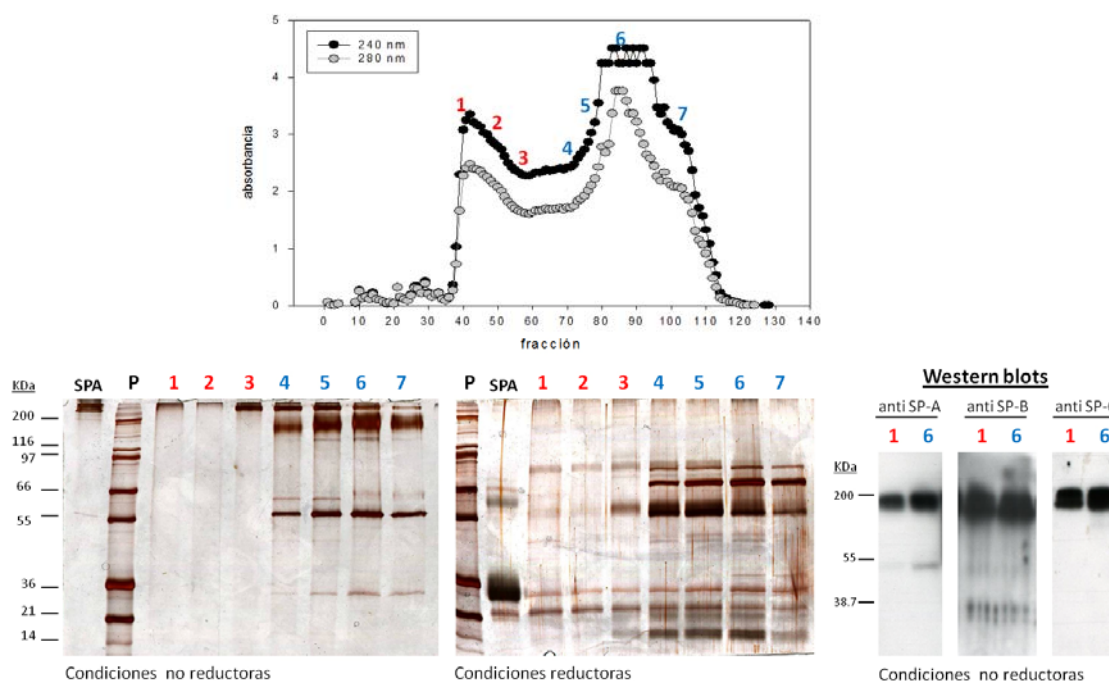 5
4
3
2
1
0
absorbancia
240 nm
280 nm
1
2
3
4
5
6
7
0 10 20 30 40 50 60 70 80 90 100 110 120 130 140
fracción
KDa SPA P 1 2 3 4 5 6 7
200
116
97
66
55
36
21
14
Condiciones no reductoras
P SPA 1 2 3 4 5 6 7
Condiciones reductoras
Western blots
anti SP-A anti SP-B
1 6 1 6 1 6
KDa
200
55
38.7
Condiciones no reductoras